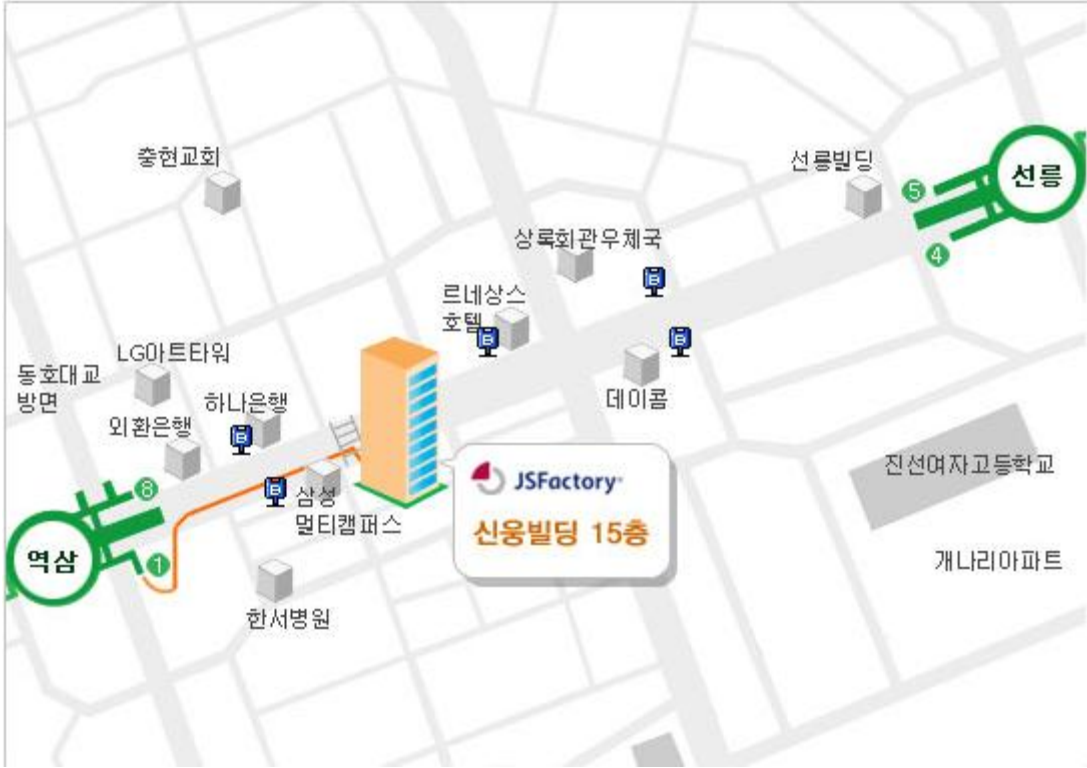 충현교회
선릉빌딩
5
선릉
4
상록회관우체국
르네상스
호텔
B
B
B
LG아트타워
동호대교
방면
하나은행
데이콤
외환은행
B
진선여자고등학교
JSFactory
신웅빌딩 15층
8
B
삼성
멀티캠퍼스
역삼
1
개나리아파트
한서병원